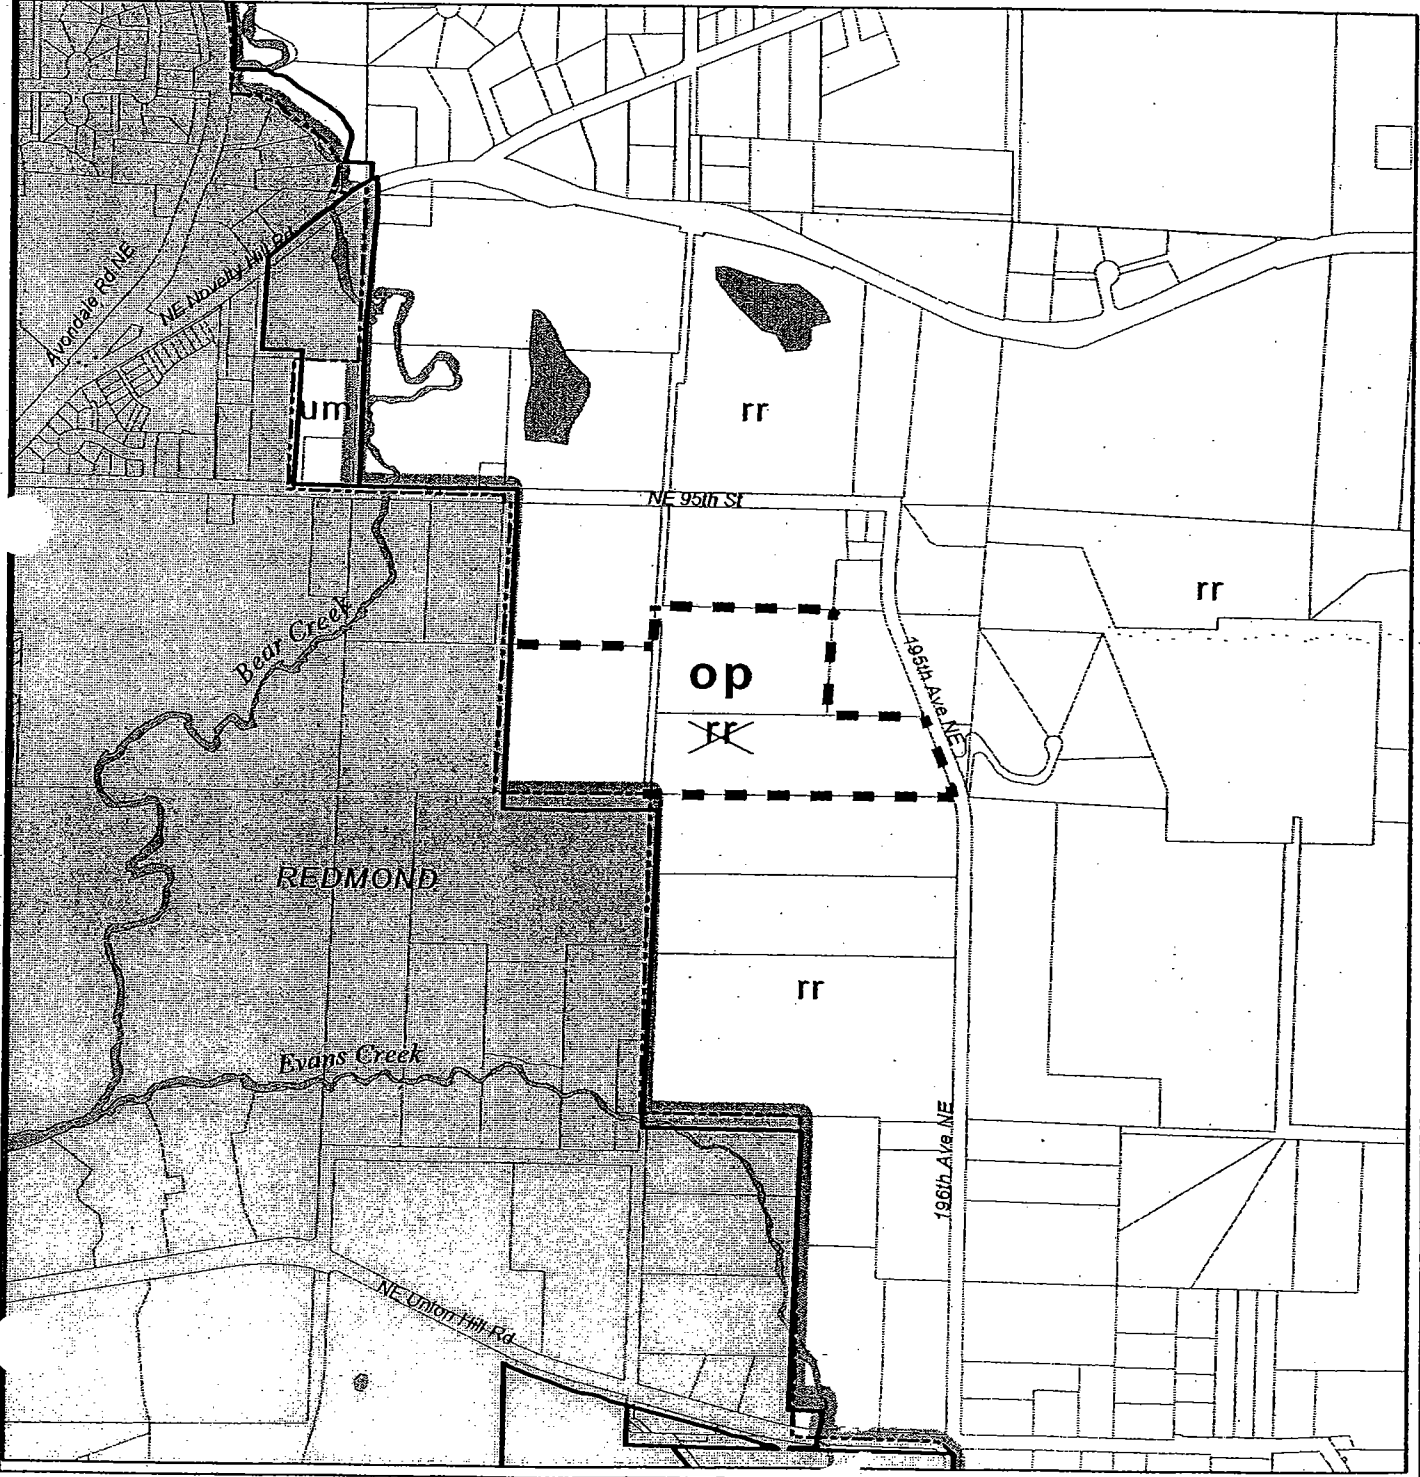 Avondale Rd NE
NE Novelty Hill Rd
um
rr
NE 95th St
rr
Bear Creek
195th Ave NE
op
rr
REDMOND
rr
Evans Creek
196th Ave NE
NE Union Hill Rd